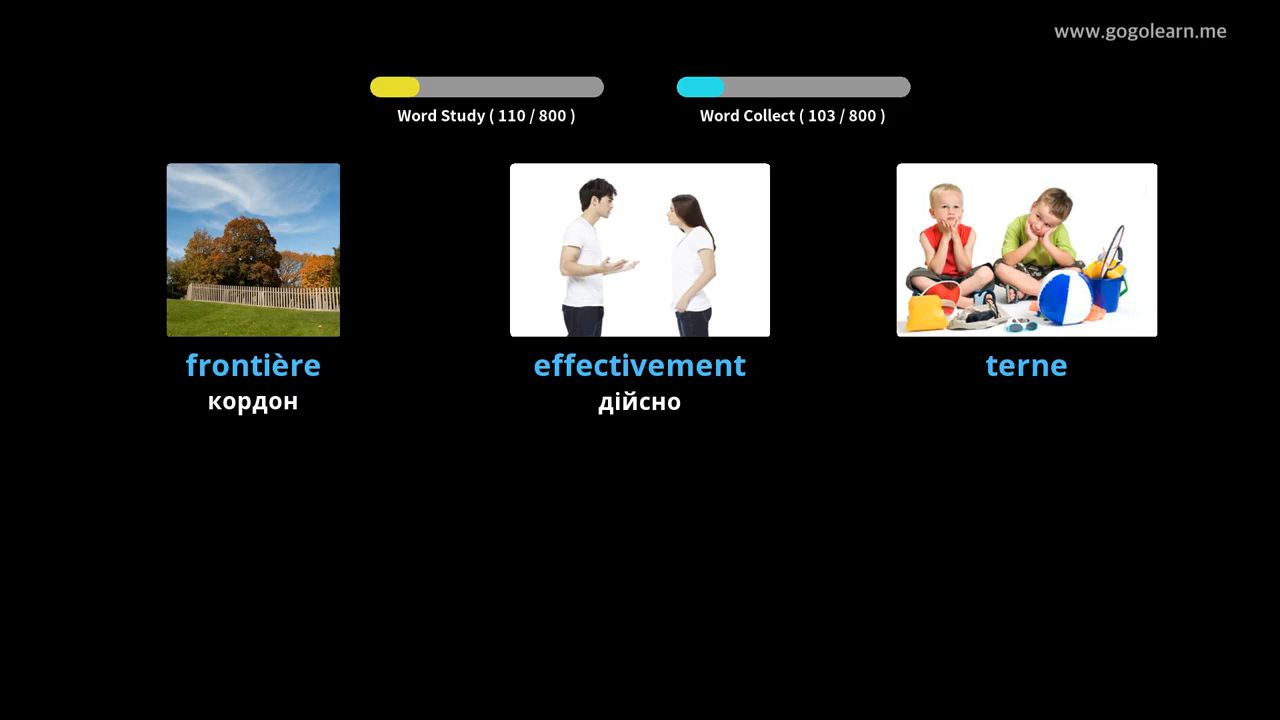 www.gogolearn.me
Word Study ( 110 / 800 )
Word Collect ( 103 / 800 )
frontière
кордон
effectivement
дійсно
terne